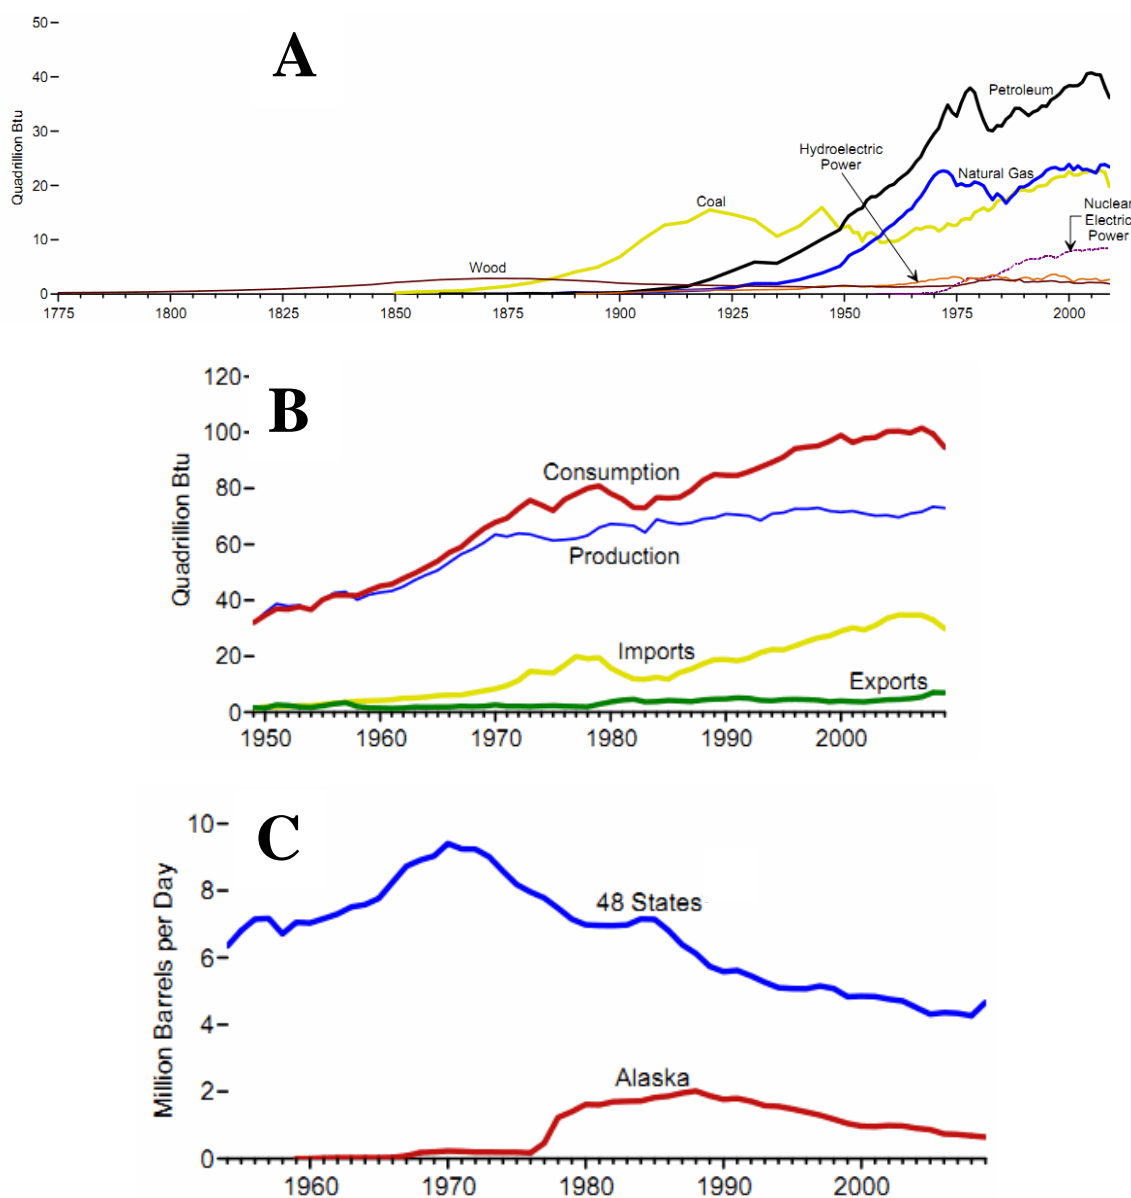 A
50
40
30
20
10
0
Quadrillion Btu
Petroleum
Hydroelectric
Power
Natural Gas
Coal
Nuclear
Electric
Power
Wood
1775 1800 1825 1850 1875 1900 1925 1950 1975 2000
B
120
100
80
60
40
20
0
Quadrillion Btu
Consumption
Production
Imports
Exports
1950 1960 1970 1980 1990 2000
C
10
8
6
4
2
0
Million Barrels per Day
48 States
Alaska
1960 1970 1980 1990 2000